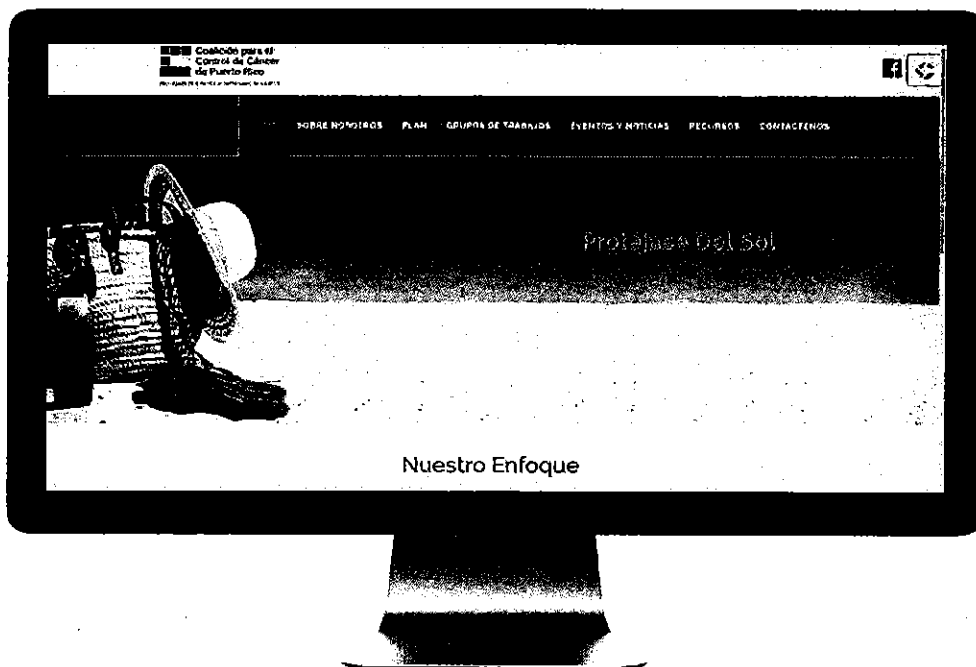 Coalición para el
Control de Cáncer
de Puerto Rico
SOBRE NOSOTROS PLAN GRUPOS DE TRABAJOS EVENTOS Y NOTICIAS RECURSOS CONTÁCTENOS
Protéjase Del Sol
Nuestro Enfoque